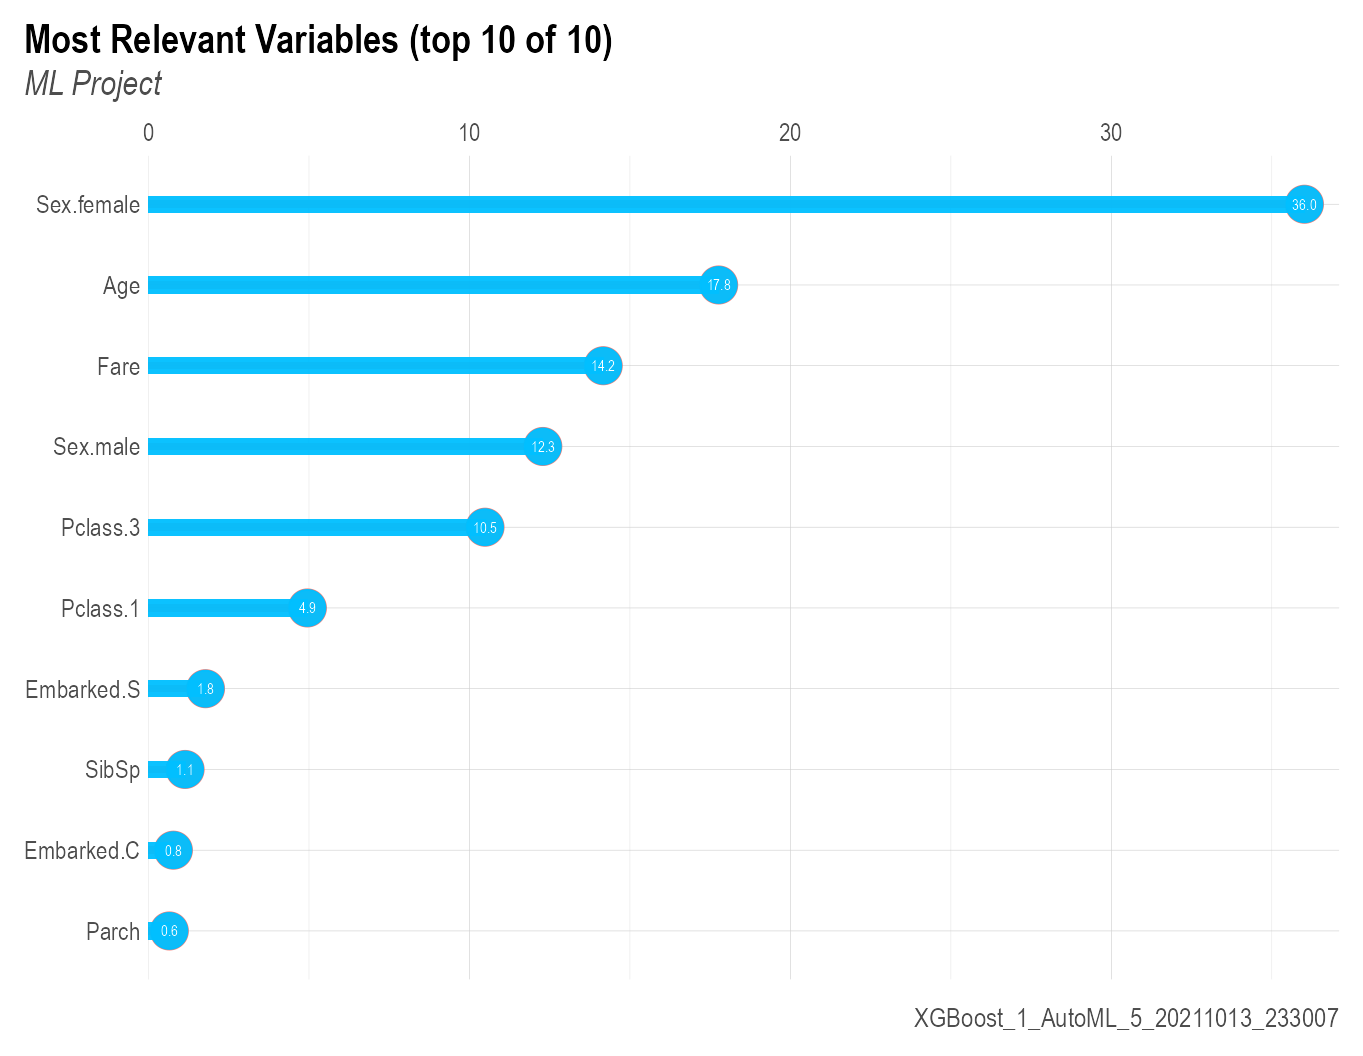 Most Relevant Variables (top 10 of 10)
ML Project
0 10 20 30
Sex.female 36.0
Age 17.8
Fare 14.2
Sex.male 12.3
Pclass.3 10.5
Pclass.1 4.9
Embarked.S 1.8
SibSp 1.1
Embarked.C 0.8
Parch 0.6
XGBoost_1_AutoML_5_20211013_233007